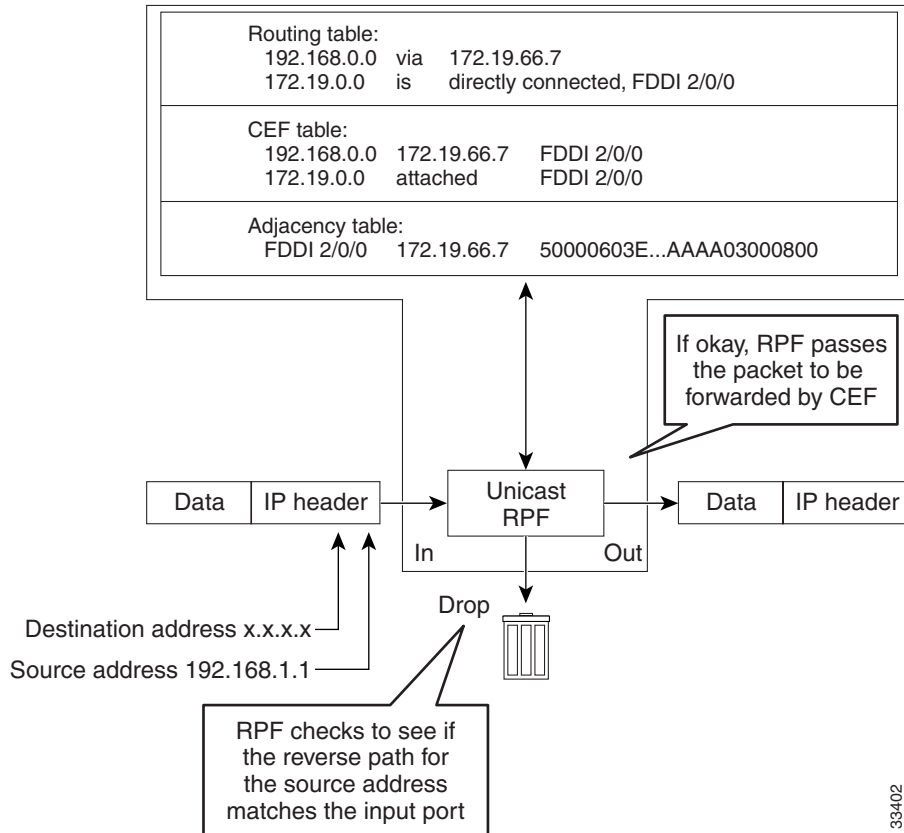 Routing table:
192.168.0.0 via 172.19.66.7
172.19.0.0 is directly connected, FDDI 2/0/0
CEF table:
192.168.0.0 172.19.66.7 FDDI 2/0/0
172.19.0.0 attached FDDI 2/0/0
Adjacency table:
FDDI 2/0/0 172.19.66.7 50000603E...AAAA03000800
If okay, RPF passes
the packet to be
forwarded by CEF
Data IP header
Unicast
RPF
Data IP header
In Out
Drop
Destination address x.x.x.x
Source address 192.168.1.1
RPF checks to see if
the reverse path for
the source address
matches the input port
33402